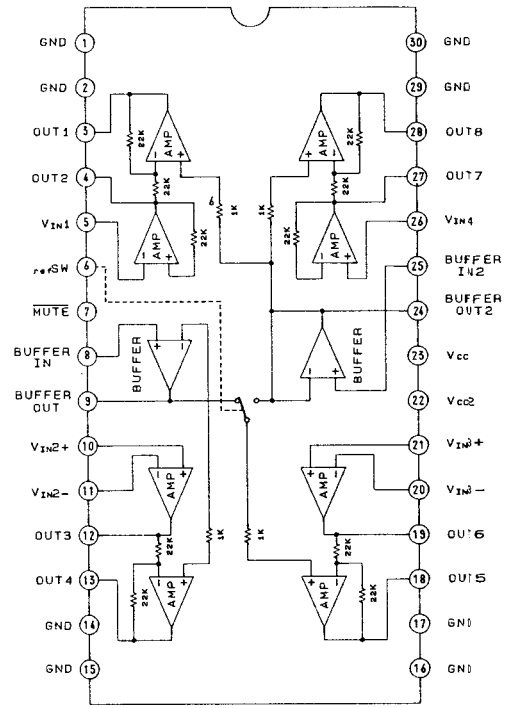 GND 1
GND 2
OUT1 3
OUT2 4
VIN1 5
refSW 6
MUTE 7
BUFFER IN 8
BUFFER OUT 9
VIN2+ 10
VIN2- 11
OUT3 12
OUT4 13
GND 14
GND 15
30 GND
29 GND
28 OUT8
27 OUT7
26 VIN4
25 BUFFER IN2
24 BUFFER OUT2
23 Vcc
22 Vcc2
21 VIN3+
20 VIN3-
19 OUT6
18 OUT5
17 GND
16 GND
22K
AMP
- +
22K
6
1K
AMP
- +
22K
1K
AMP
+ -
22K
22K
AMP
- +
22K
+ -
BUFFER
- +
BUFFER
+ -
AMP
1K
22K
- +
AMP
22K
1K
+ -
AMP
22K
+ -
AMP
22K